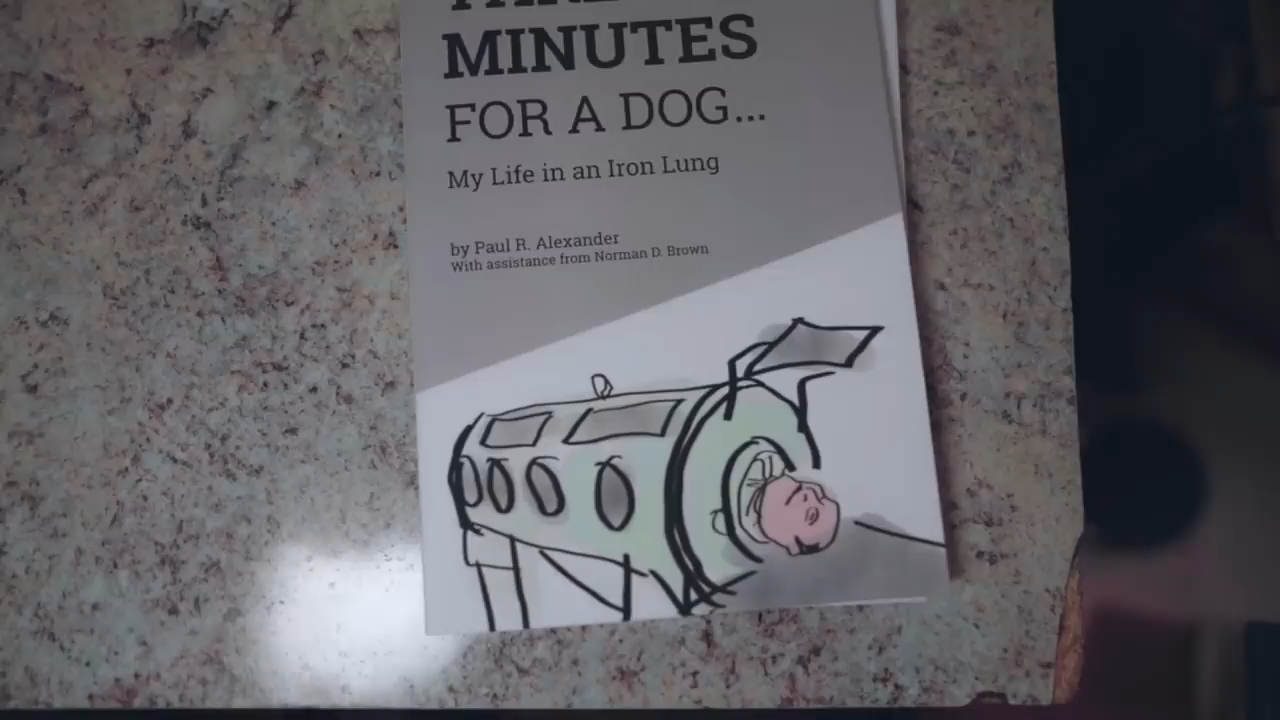 MINUTES
FOR A DOG...
My Life in an Iron Lung
by Paul R. Alexander
With assistance from Norman D. Brown